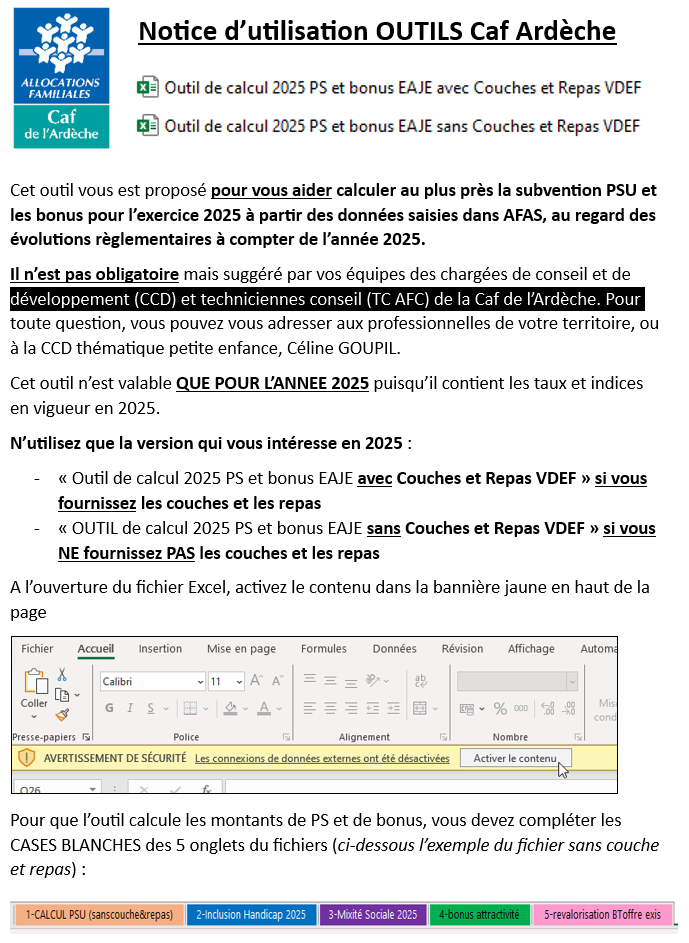 Notice d’utilisation OUTILS Caf Ardèche
ALLOCATIONS
FAMILIALES
Caf
de l'Ardèche
Outil de calcul 2025 PS et bonus EAJE avec Couches et Repas VDEF
Outil de calcul 2025 PS et bonus EAJE sans Couches et Repas VDEF
Cet outil vous est proposé pour vous aider calculer au plus près la subvention PSU et
les bonus pour l’exercice 2025 à partir des données saisies dans AFAS, au regard des
évolutions règlementaires à compter de l’année 2025.
Il n’est pas obligatoire mais suggéré par vos équipes des chargées de conseil et de
développement (CCD) et techniciennes conseil (TC AFC) de la Caf de l’Ardèche. Pour
toute question, vous pouvez vous adresser aux professionnelles de votre territoire, ou
à la CCD thématique petite enfance, Céline GOUPIL.
Cet outil n’est valable QUE POUR L’ANNEE 2025 puisqu’il contient les taux et indices
en vigueur en 2025.
N’utilisez que la version qui vous intéresse en 2025 :
- « Outil de calcul 2025 PS et bonus EAJE avec Couches et Repas VDEF » si vous
fournissez les couches et les repas
- « OUTIL de calcul 2025 PS et bonus EAJE sans Couches et Repas VDEF » si vous
NE fournissez PAS les couches et les repas
A l’ouverture du fichier Excel, activez le contenu dans la bannière jaune en haut de la
page
Fichier Accueil Insertion Mise en page Formules Données Révision Affichage Automa
Coller
Calibri 11
G I S
Presse-papiers Police Alignement Nombre
Mis
cond
AVERTISSEMENT DE SÉCURITÉ Les connexions de données externes ont été désactivées Activer le contenu
O26 fx
Pour que l’outil calcule les montants de PS et de bonus, vous devez compléter les
CASES BLANCHES des 5 onglets du fichiers (ci-dessous l’exemple du fichier sans couche
et repas) :
1-CALCUL PSU (sanscouche&repas) 2-Inclusion Handicap 2025 3-Mixité Sociale 2025 4-bonus attractivité 5-revalorisation BToffre exis